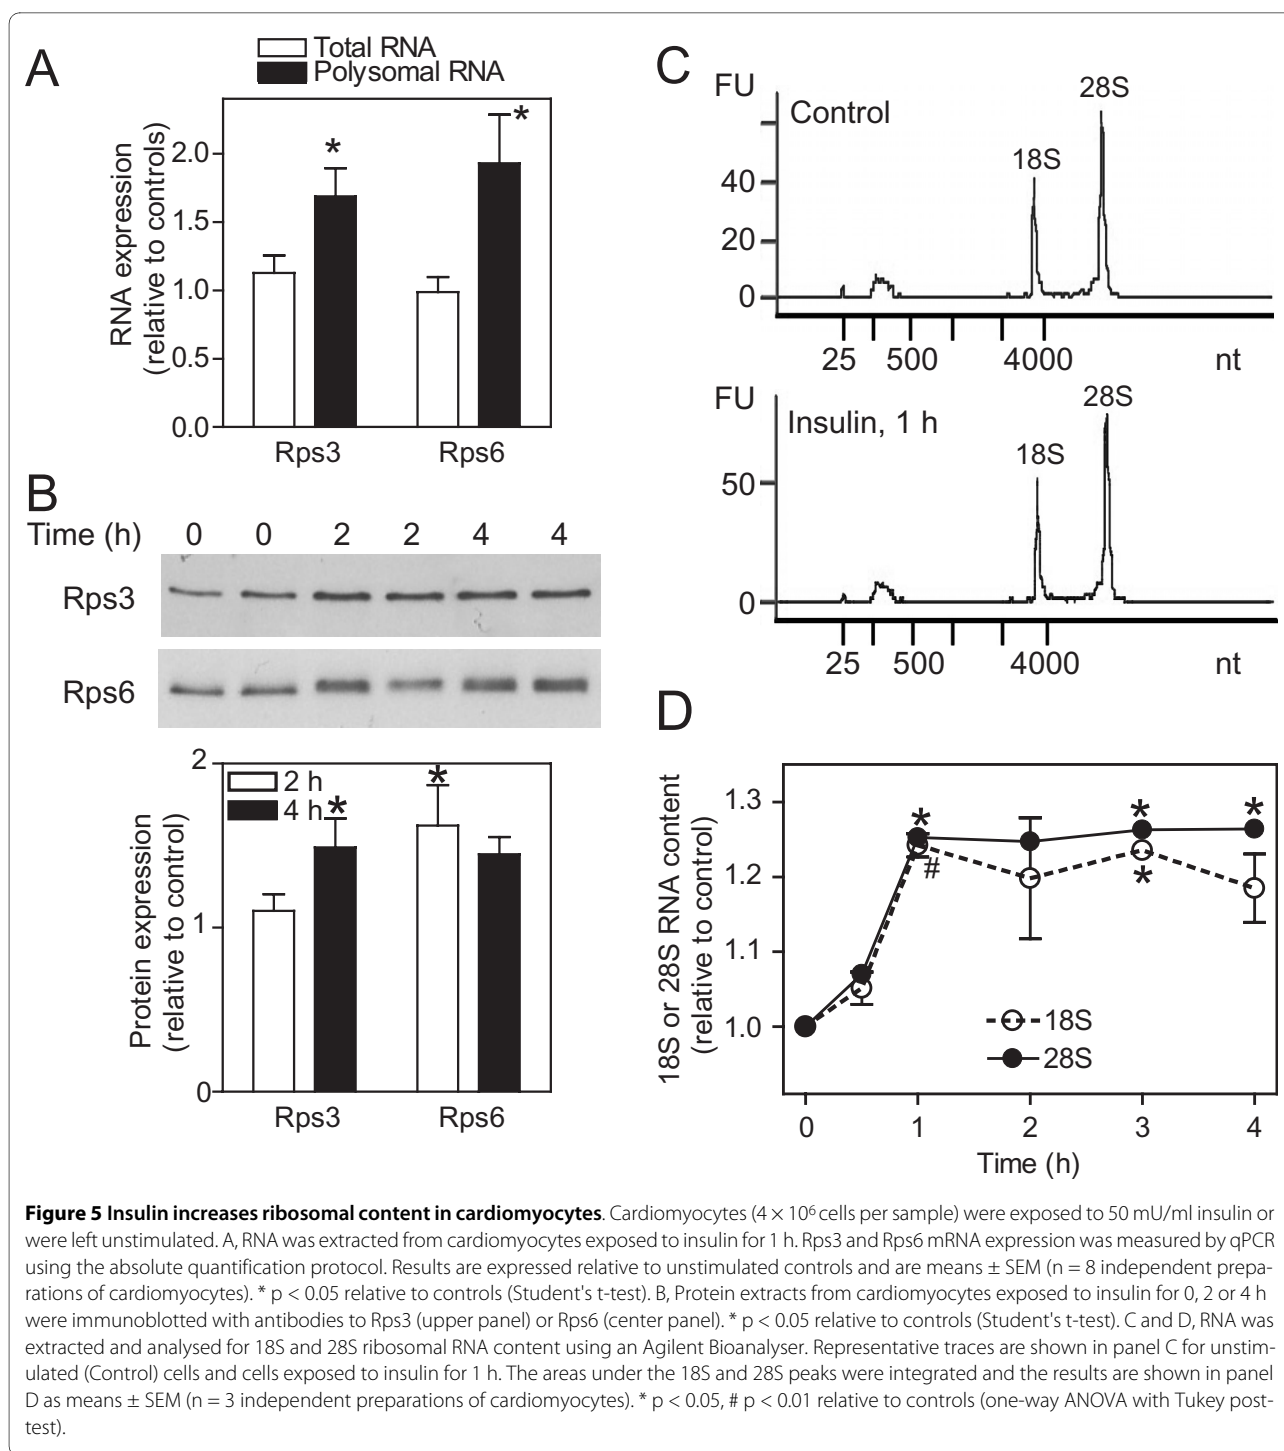 A
Total RNA
Polysomal RNA
RNA expression
(relative to controls)
2.0
1.5
1.0
0.5
0.0
*
*
Rps3
Rps6
B
Time (h) 0 0 2 2 4 4
Rps3
Rps6
Protein expression
(relative to control)
2
1
0
2 h
4 h
*
*
Rps3
Rps6
C
FU
Control
18S
28S
40
20
0
25 500 4000 nt
FU
Insulin, 1 h
18S
28S
50
0
25 500 4000 nt
D
18S or 28S RNA content
(relative to control)
1.3
1.2
1.1
1.0
*
#
*
*
*
18S
28S
0 1 2 3 4
Time (h)
Figure 5 Insulin increases ribosomal content in cardiomyocytes. Cardiomyocytes (4 × 10⁶ cells per sample) were exposed to 50 mU/ml insulin or
were left unstimulated. A, RNA was extracted from cardiomyocytes exposed to insulin for 1 h. Rps3 and Rps6 mRNA expression was measured by qPCR
using the absolute quantification protocol. Results are expressed relative to unstimulated controls and are means ± SEM (n = 8 independent prepa-
rations of cardiomyocytes). * p < 0.05 relative to controls (Student's t-test). B, Protein extracts from cardiomyocytes exposed to insulin for 0, 2 or 4 h
were immunoblotted with antibodies to Rps3 (upper panel) or Rps6 (center panel). * p < 0.05 relative to controls (Student's t-test). C and D, RNA was
extracted and analysed for 18S and 28S ribosomal RNA content using an Agilent Bioanalyser. Representative traces are shown in panel C for unstim-
ulated (Control) cells and cells exposed to insulin for 1 h. The areas under the 18S and 28S peaks were integrated and the results are shown in panel
D as means ± SEM (n = 3 independent preparations of cardiomyocytes). * p < 0.05, # p < 0.01 relative to controls (one-way ANOVA with Tukey post-
test).